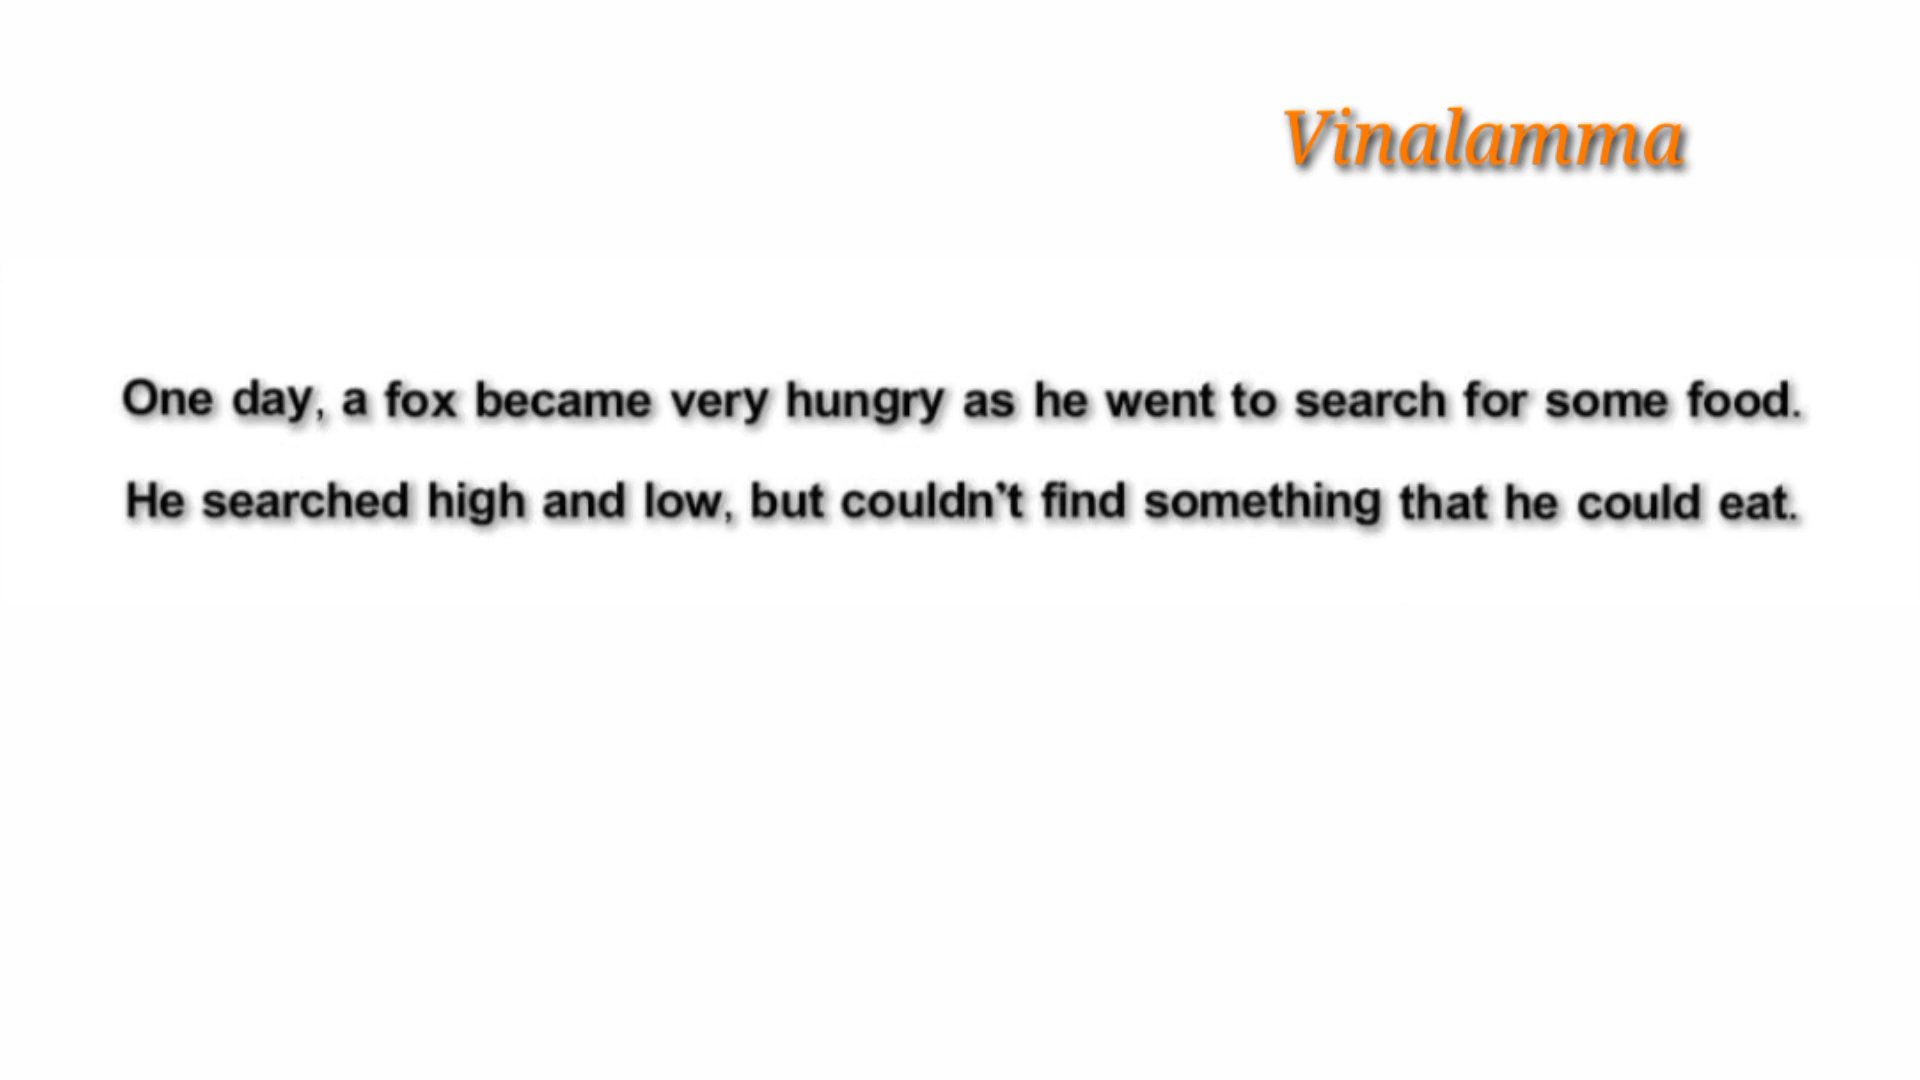 Vinalamma
One day, a fox became very hungry as he went to search for some food.
He searched high and low, but couldn't find something that he could eat.